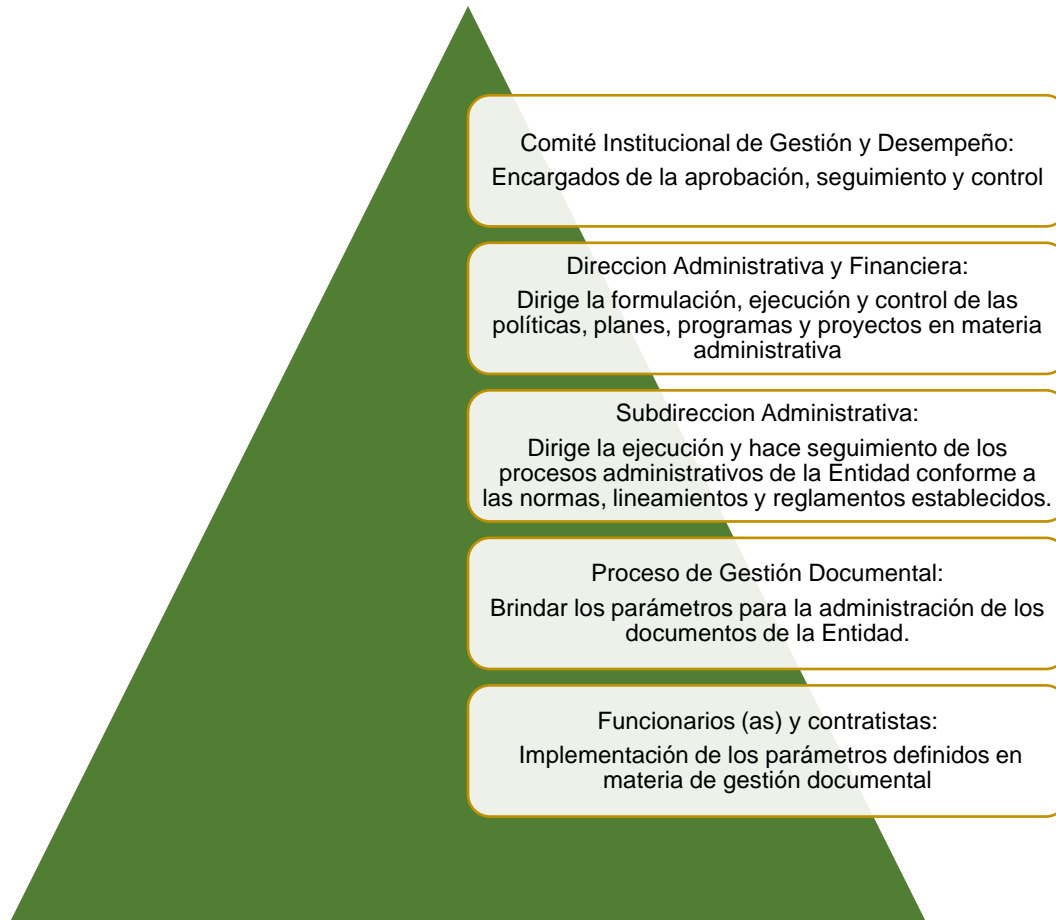 Comité Institucional de Gestión y Desempeño:
Encargados de la aprobación, seguimiento y control
Direccion Administrativa y Financiera:
Dirige la formulación, ejecución y control de las
políticas, planes, programas y proyectos en materia
administrativa
Subdireccion Administrativa:
Dirige la ejecución y hace seguimiento de los
procesos administrativos de la Entidad conforme a
las normas, lineamientos y reglamentos establecidos.
Proceso de Gestión Documental:
Brindar los parámetros para la administración de los
documentos de la Entidad.
Funcionarios (as) y contratistas:
Implementación de los parámetros definidos en
materia de gestión documental